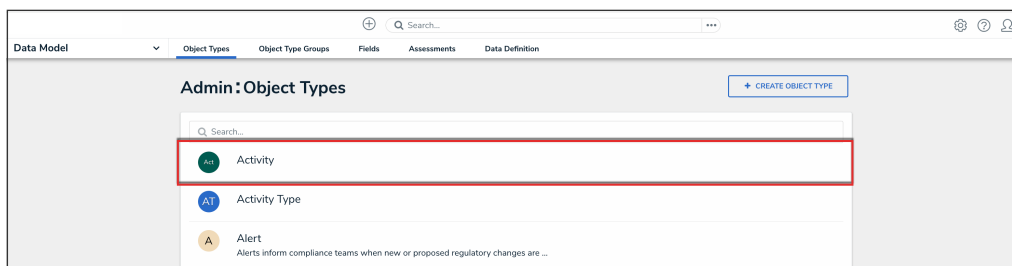 Search...
Data Model Object Types Object Type Groups Fields Assessments Data Definition
Admin:Object Types
+ CREATE OBJECT TYPE
Search...
Act Activity
AT Activity Type
A Alert
Alerts inform compliance teams when new or proposed regulatory changes are ...